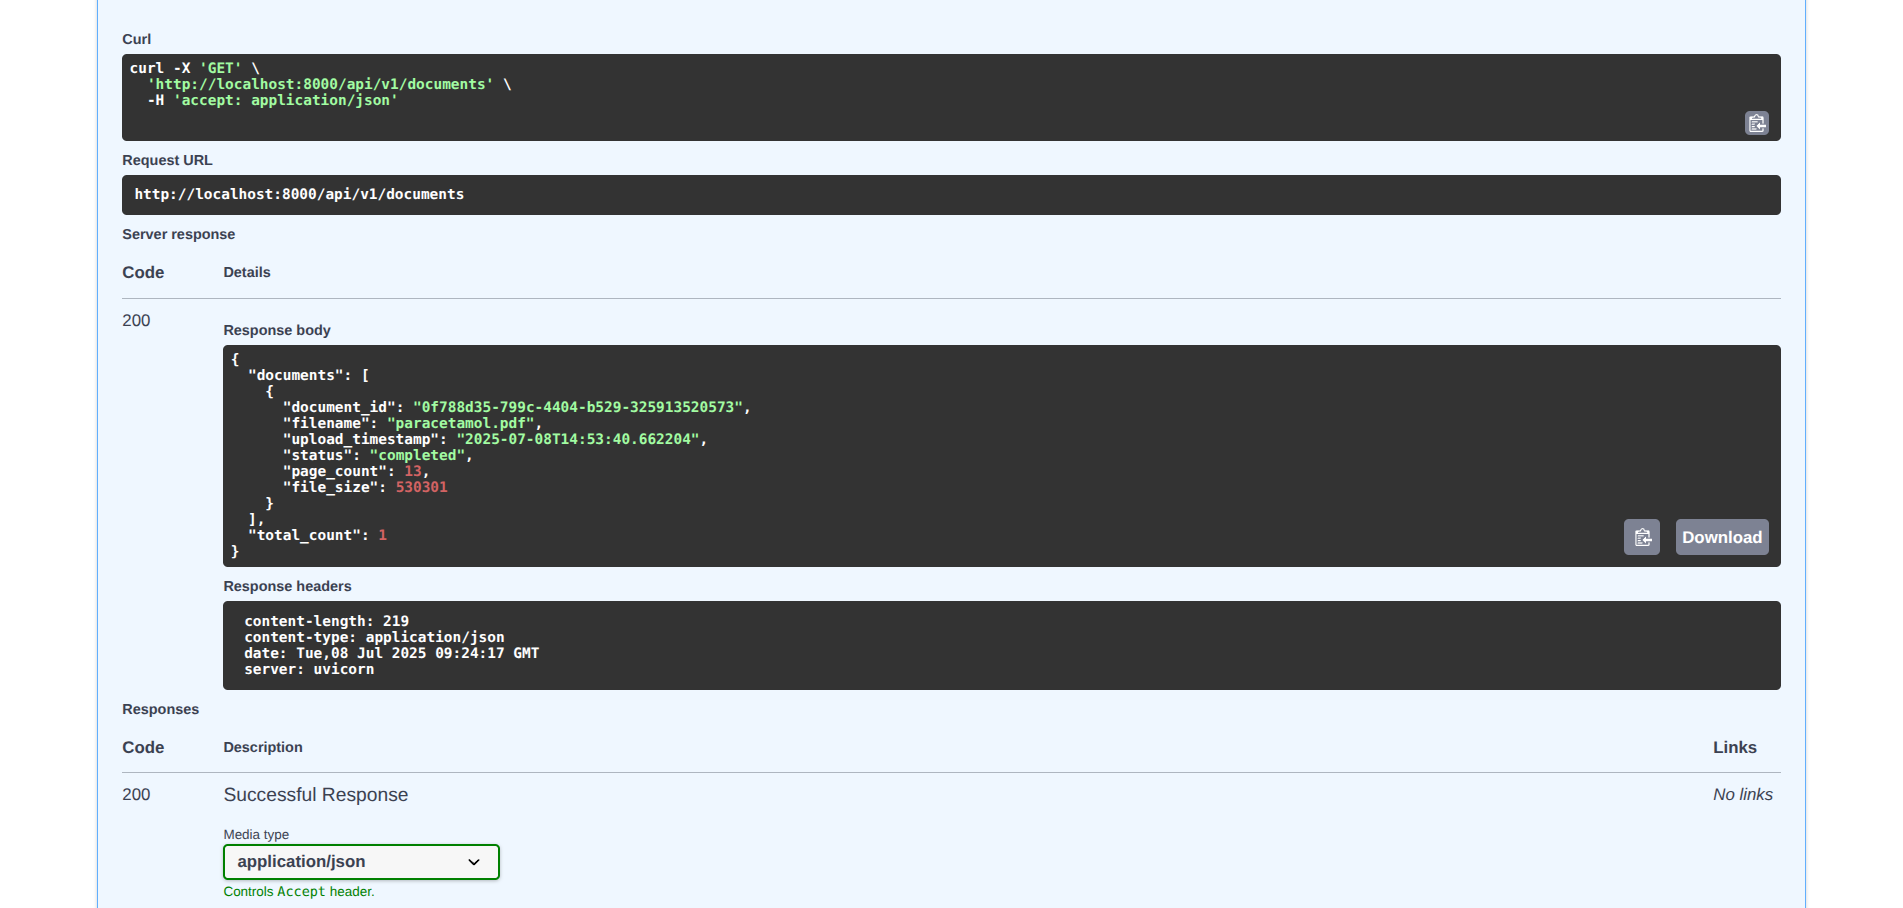 Curl
curl -X 'GET' \
  'http://localhost:8000/api/v1/documents' \
  -H 'accept: application/json'
Request URL
http://localhost:8000/api/v1/documents
Server response
Code Details
200
Response body
{
  "documents": [
    {
      "document_id": "0f788d35-799c-4404-b529-325913520573",
      "filename": "paracetamol.pdf",
      "upload_timestamp": "2025-07-08T14:53:40.662204",
      "status": "completed",
      "page_count": 13,
      "file_size": 530301
    }
  ],
  "total_count": 1
}
Download
Response headers
content-length: 219
content-type: application/json
date: Tue,08 Jul 2025 09:24:17 GMT
server: uvicorn
Responses
Code Description Links
200 Successful Response No links
Media type
application/json
Controls Accept header.